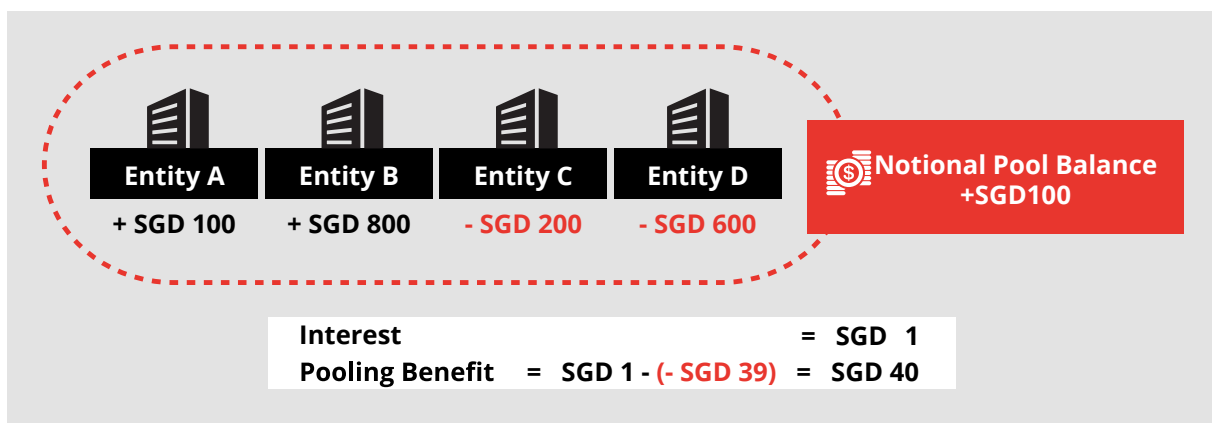 Entity A
Entity B
Entity C
Entity D
+ SGD 100
+ SGD 800
- SGD 200
- SGD 600
$
Notional Pool Balance
+SGD100
Interest = SGD 1
Pooling Benefit = SGD 1 - (- SGD 39) = SGD 40